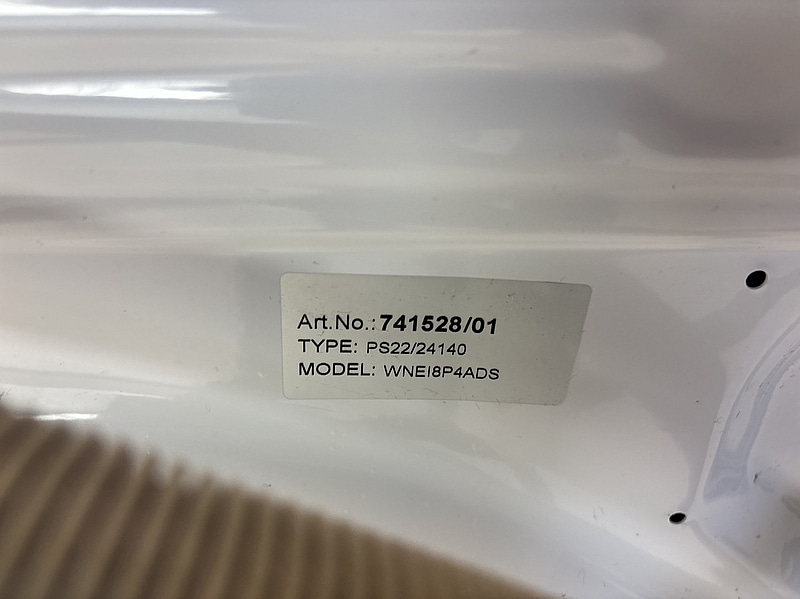 Art.No.: 741528/01
TYPE: PS22/24140
MODEL: WNEI8P4ADS